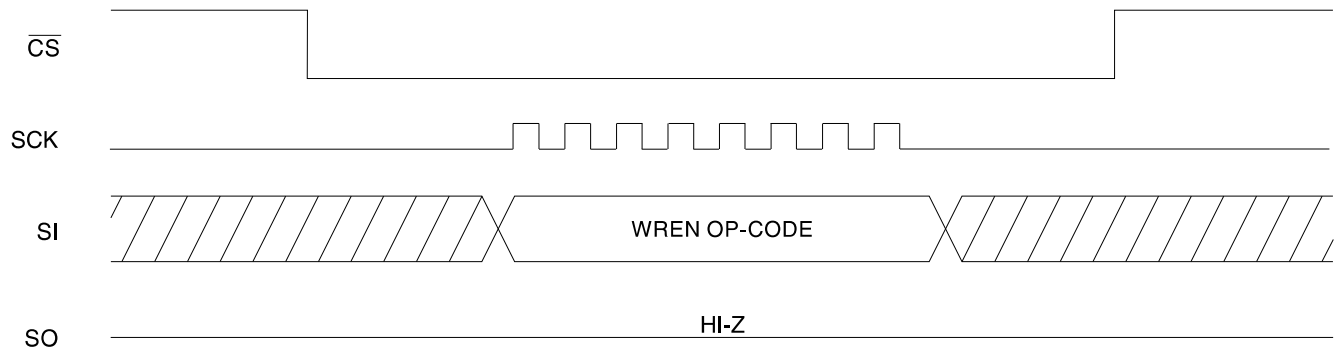 CS
SCK
SI
WREN OP-CODE
SO
HI-Z